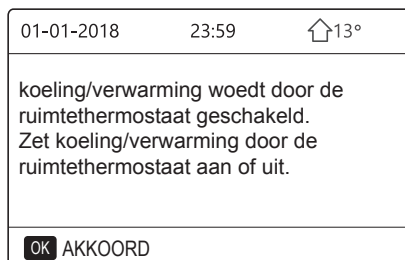 01-01-2018 23:59 13°
koeling/verwarming woedt door de
ruimtethermostaat geschakeld.
Zet koeling/verwarming door de
ruimtethermostaat aan of uit.
OK AKKOORD